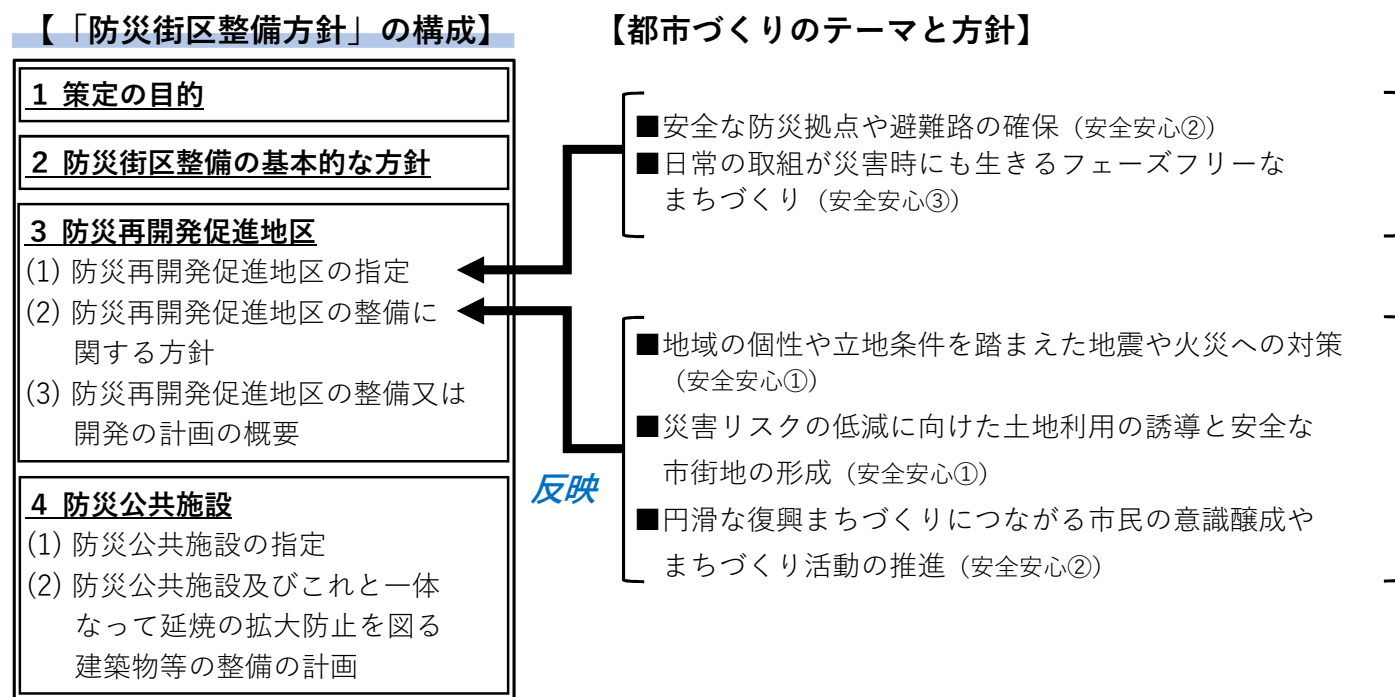 【「防災街区整備方針」の構成】
1 策定の目的
2 防災街区整備の基本的な方針
3 防災再開発促進地区
(1) 防災再開発促進地区の指定
(2) 防災再開発促進地区の整備に
関する方針
(3) 防災再開発促進地区の整備又は
開発の計画の概要
4 防災公共施設
(1) 防災公共施設の指定
(2) 防災公共施設及びこれと一体
なって延焼の拡大防止を図る
建築物等の整備の計画
反映
【都市づくりのテーマと方針】
■安全な防災拠点や避難路の確保（安全安心②）
■日常の取組が災害時にも生きるフェーズフリーな
まちづくり（安全安心③）
■地域の個性や立地条件を踏まえた地震や火災への対策
（安全安心①）
■災害リスクの低減に向けた土地利用の誘導と安全な
市街地の形成（安全安心①）
■円滑な復興まちづくりにつながる市民の意識醸成や
まちづくり活動の推進（安全安心②）